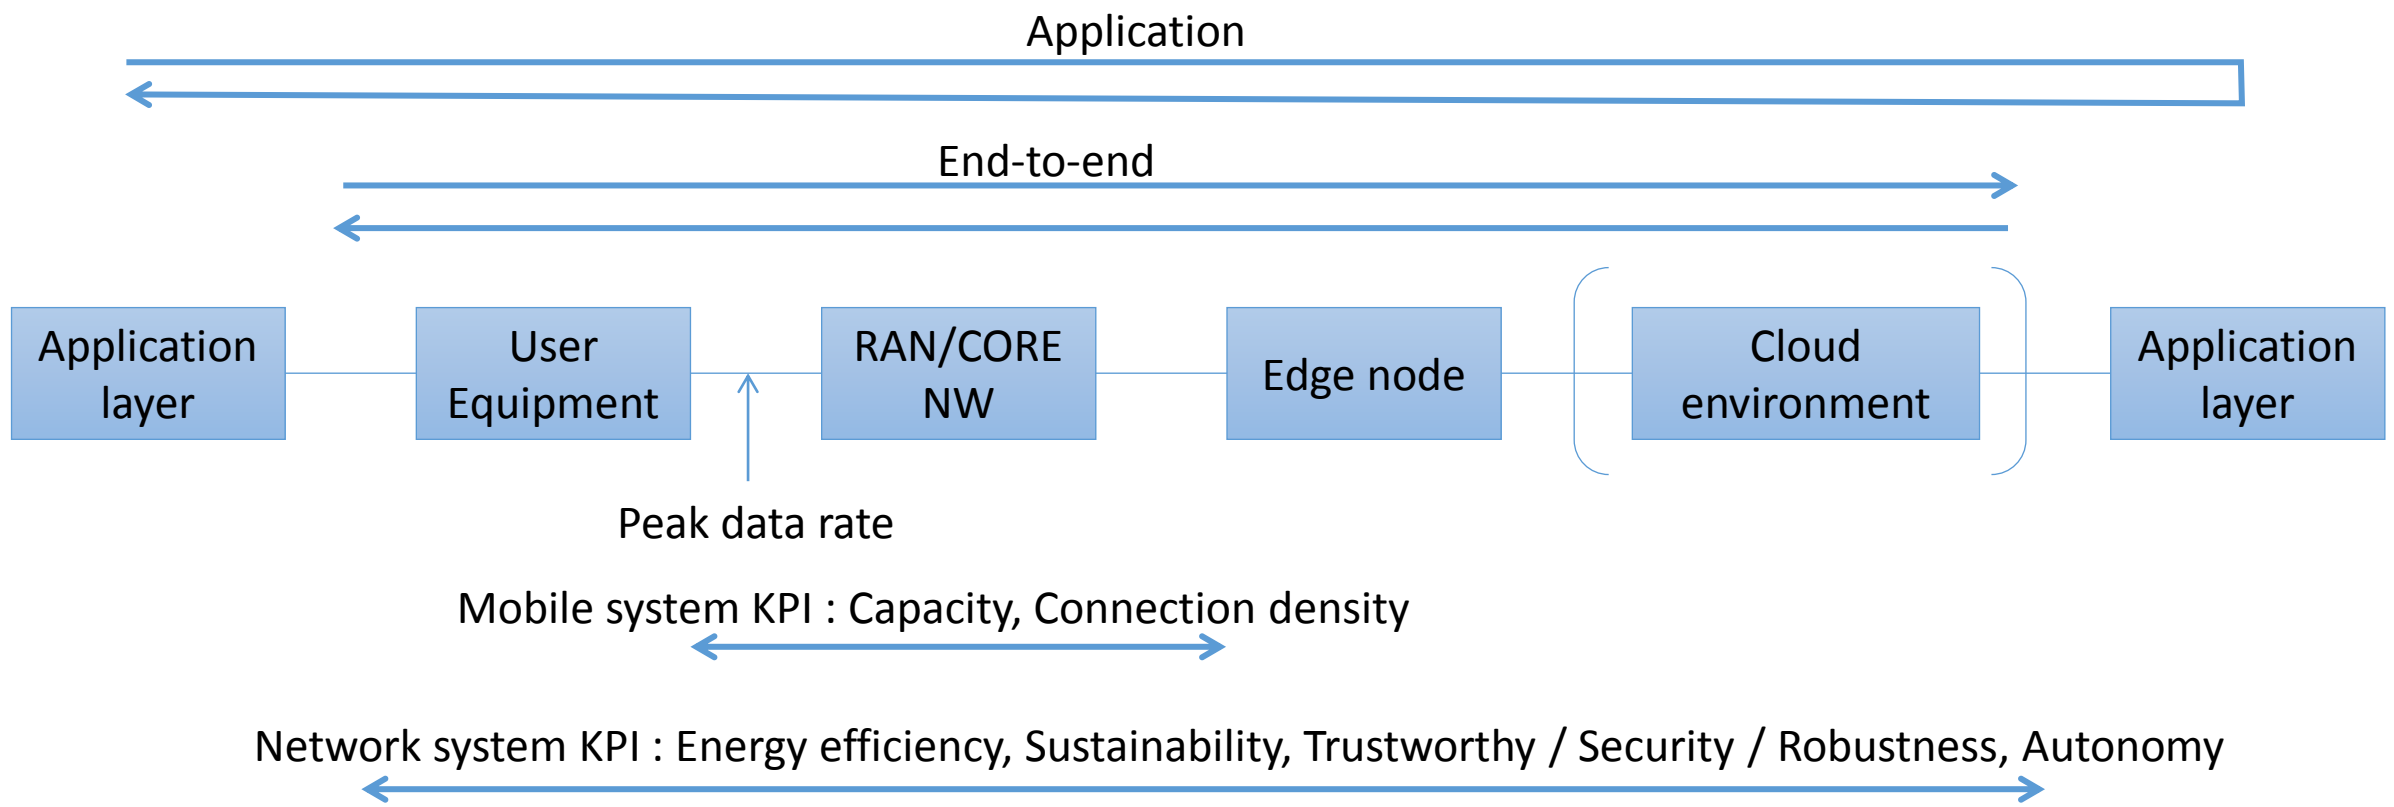 Application
End-to-end
Application
layer
User
Equipment
RAN/CORE
NW
Edge node
Cloud
environment
Application
layer
Peak data rate
Mobile system KPI : Capacity, Connection density
Network system KPI : Energy efficiency, Sustainability, Trustworthy / Security / Robustness, Autonomy